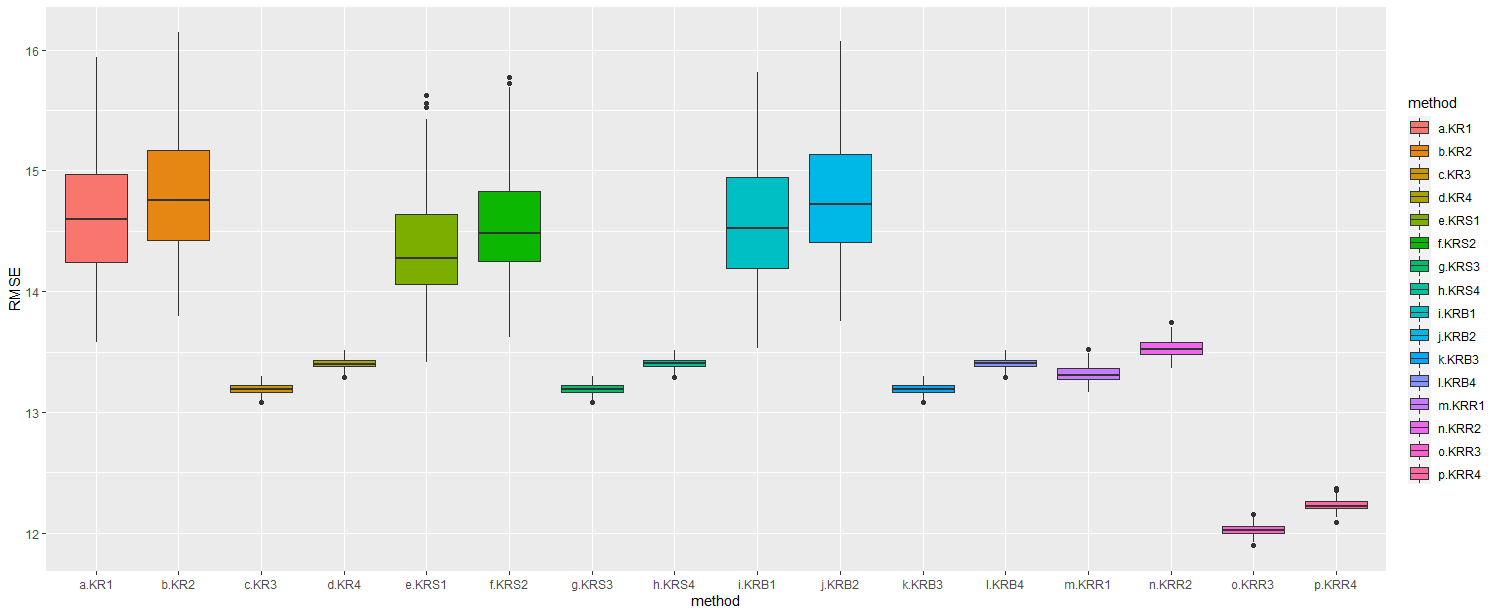 RMSE
16
15
14
13
12
a.KR1 b.KR2 c.KR3 d.KR4 e.KRS1 f.KRS2 g.KRS3 h.KRS4 i.KRB1 j.KRB2 k.KRB3 l.KRB4 m.KRR1 n.KRR2 o.KRR3 p.KRR4
method
method
a.KR1
b.KR2
c.KR3
d.KR4
e.KRS1
f.KRS2
g.KRS3
h.KRS4
i.KRB1
j.KRB2
k.KRB3
l.KRB4
m.KRR1
n.KRR2
o.KRR3
p.KRR4